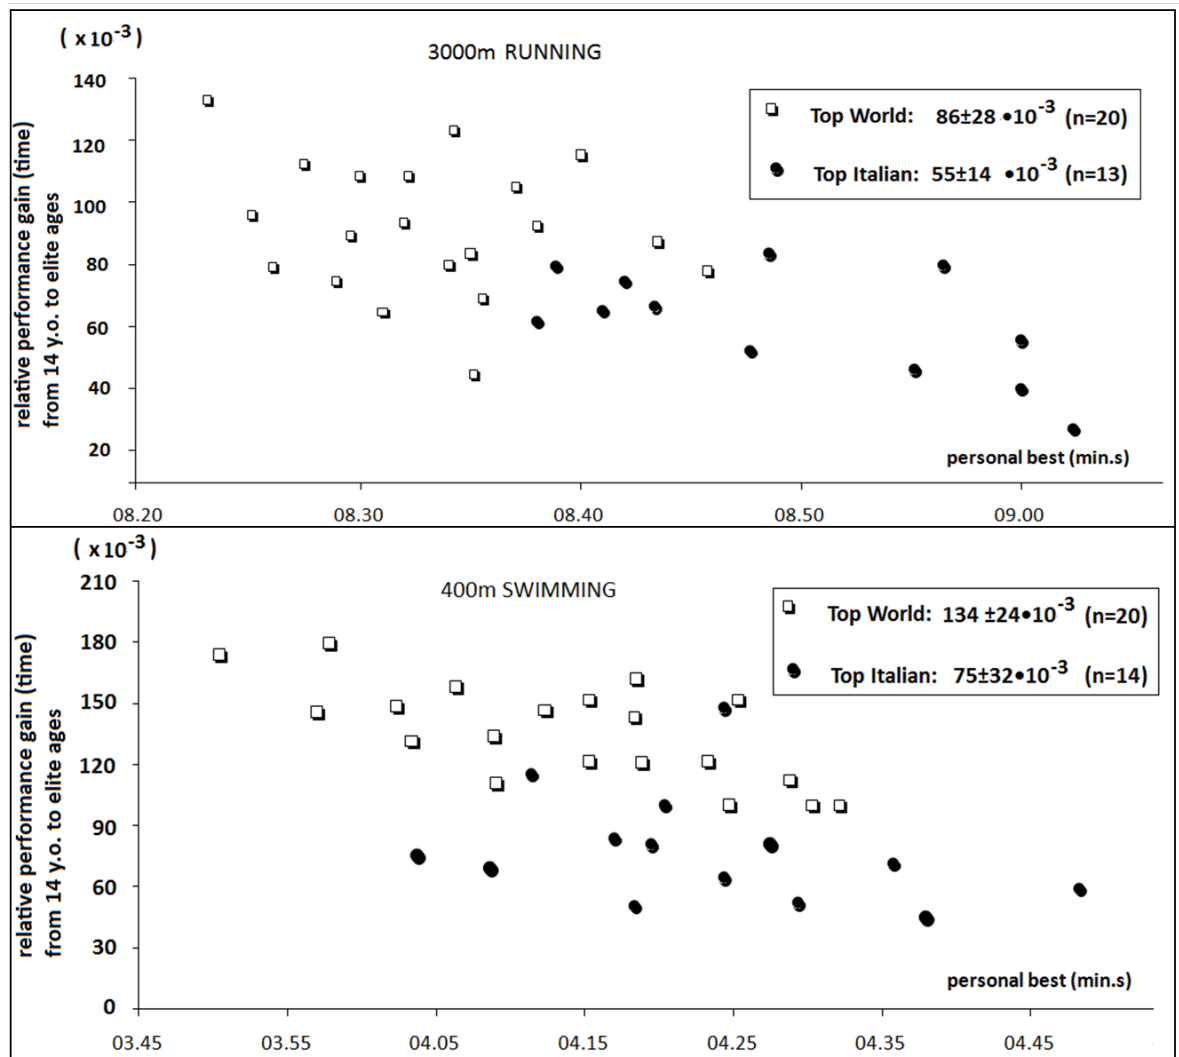 ( x10-3 )
3000m RUNNING
140
120
100
80
60
40
20
relative performance gain (time)
from 14 y.o. to elite ages
Top World: 86±28 •10-3 (n=20)
Top Italian: 55±14 •10-3 (n=13)
personal best (min.s)
08.20 08.30 08.40 08.50 09.00
( x10-3 )
400m SWIMMING
210
180
150
120
90
60
30
0
relative performance gain (time)
from 14 y.o. to elite ages
Top World: 134 ±24•10-3 (n=20)
Top Italian: 75±32•10-3 (n=14)
personal best (min.s)
03.45 03.55 04.05 04.15 04.25 04.35 04.45